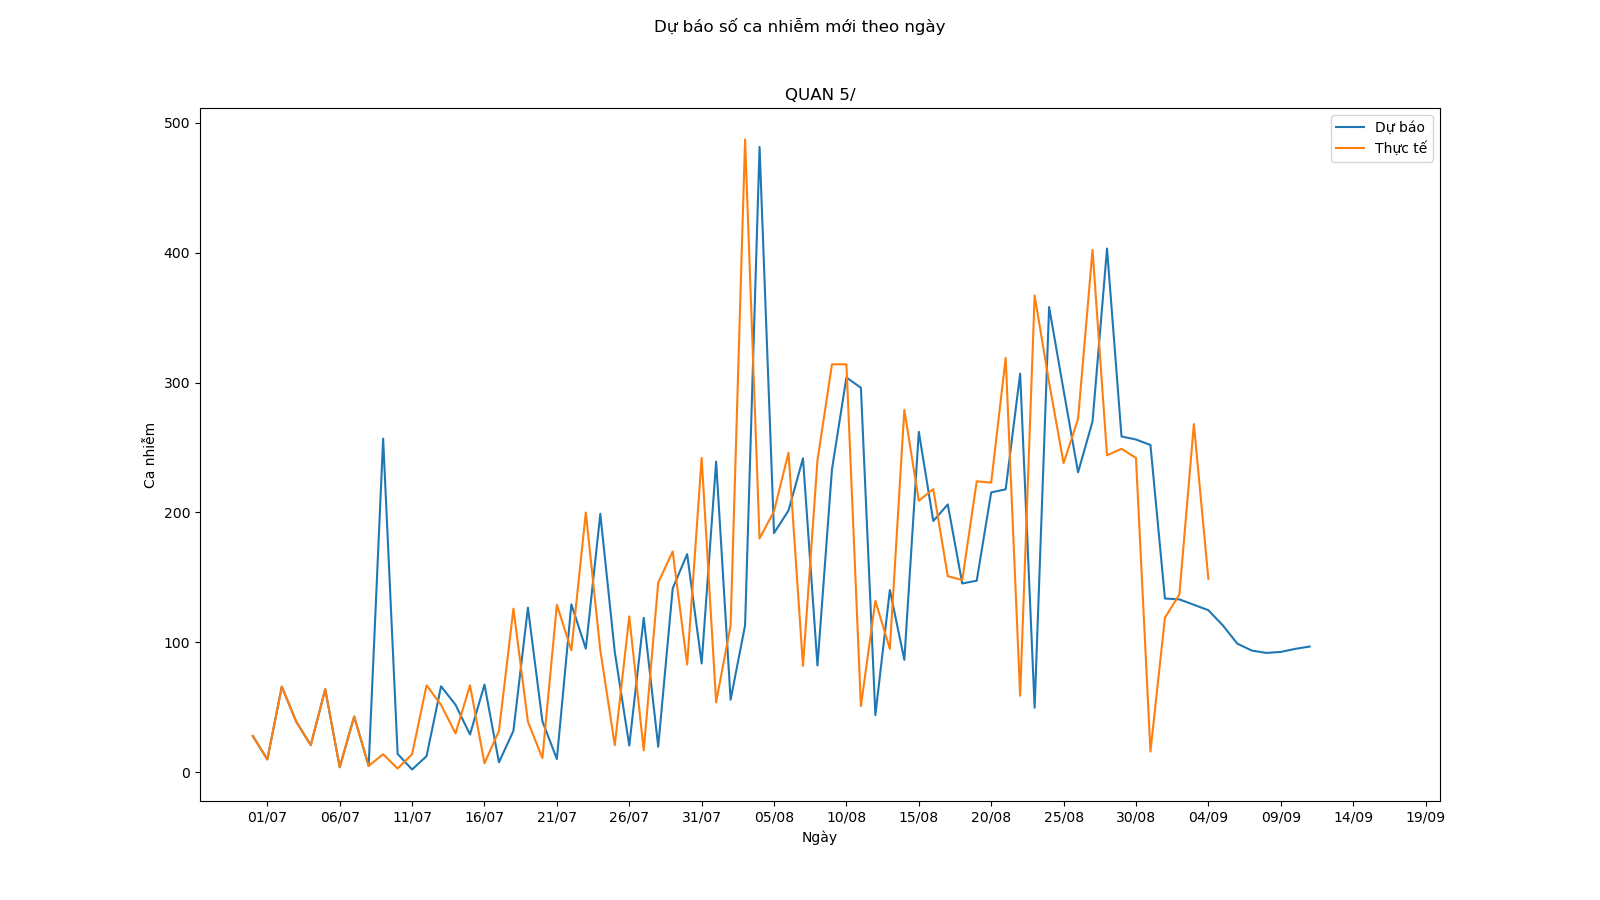 Dự báo số ca nhiễm mới theo ngày
QUAN 5/
Dự báo
Thực tế
500
400
300
200
100
0
Ca nhiễm
01/07 06/07 11/07 16/07 21/07 26/07 31/07 05/08 10/08 15/08 20/08 25/08 30/08 04/09 09/09 14/09 19/09
Ngày